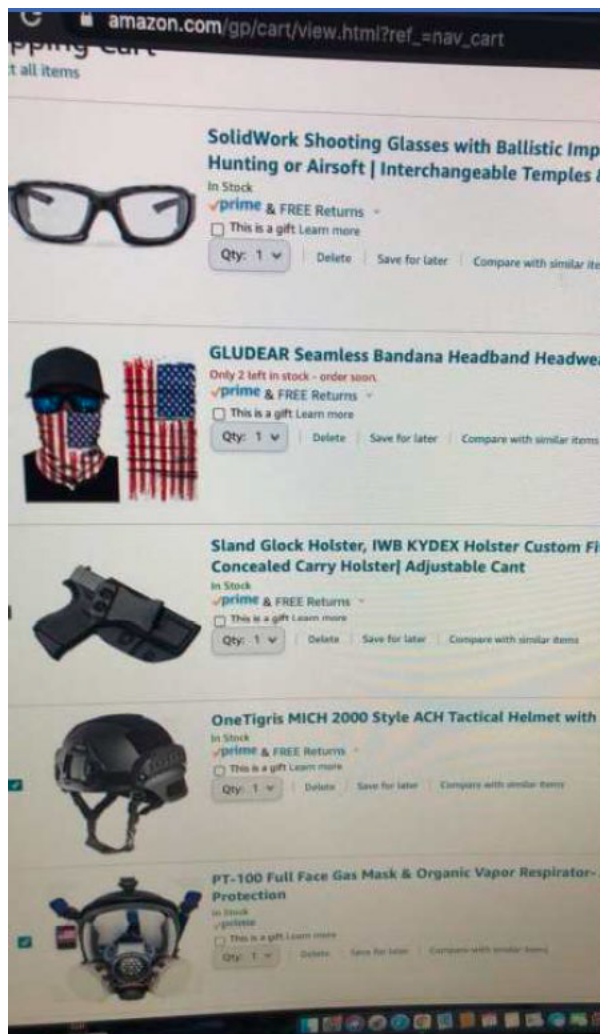 amazon.com/gp/cart/view.html?ref_=nav_cart
pping Cart
t all items
SolidWork Shooting Glasses with Ballistic Imp
Hunting or Airsoft | Interchangeable Temples &
In Stock
prime & FREE Returns
This is a gift Learn more
Qty: 1 Delete Save for later Compare with similar ite
GLUDEAR Seamless Bandana Headband Headwea
Only 2 left in stock - order soon.
prime & FREE Returns
This is a gift Learn more
Qty: 1 Delete Save for later Compare with similar items
Sland Glock Holster, IWB KYDEX Holster Custom Fi
Concealed Carry Holster| Adjustable Cant
In Stock
prime & FREE Returns
This is a gift Learn more
Qty: 1 Delete Save for later Compare with similar items
OneTigris MICH 2000 Style ACH Tactical Helmet with
In Stock
prime & FREE Returns
This is a gift Learn more
Qty: 1 Delete Save for later Compare with similar items
PT-100 Full Face Gas Mask & Organic Vapor Respirator-
Protection
In Stock
prime
This is a gift Learn more
Qty: 1 Delete Save for later Compare with similar items